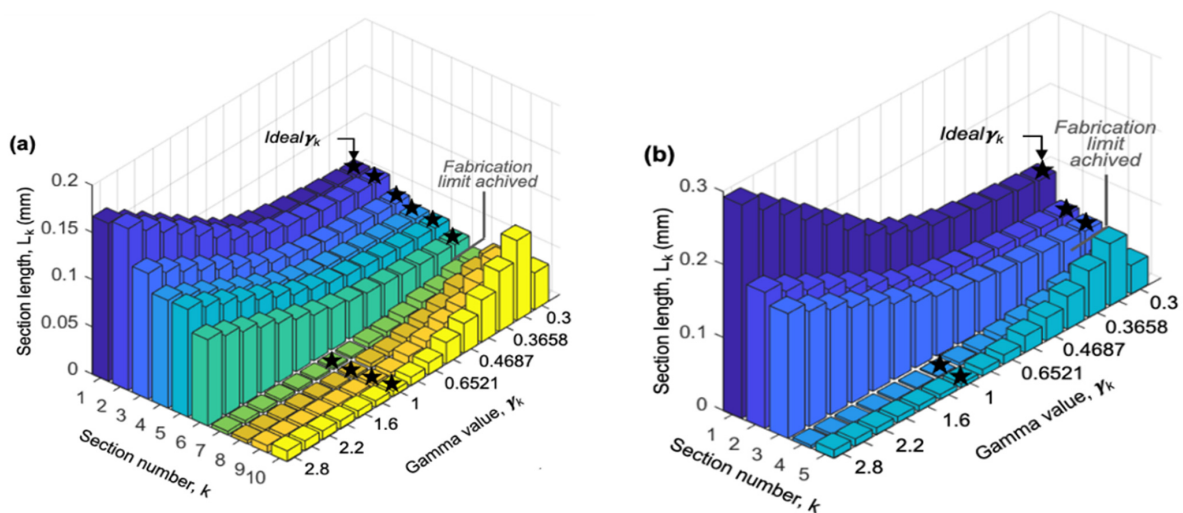 (a)
Ideal γk
Fabrication
limit achived
Section length, Lk (mm)
0.2
0.15
0.1
0.05
0
1
2
3
4
5
6
7
8
9
10
Section number, k
2.8
2.2
1.6
1
0.6521
0.4687
0.3658
0.3
Gamma value, γk
(b)
Ideal γk
Fabrication
limit
achived
Section length, Lk (mm)
0.3
0.2
0.1
0
1
2
3
4
5
Section number, k
2.8
2.2
1.6
1
0.6521
0.4687
0.3658
0.3
Gamma value, γk